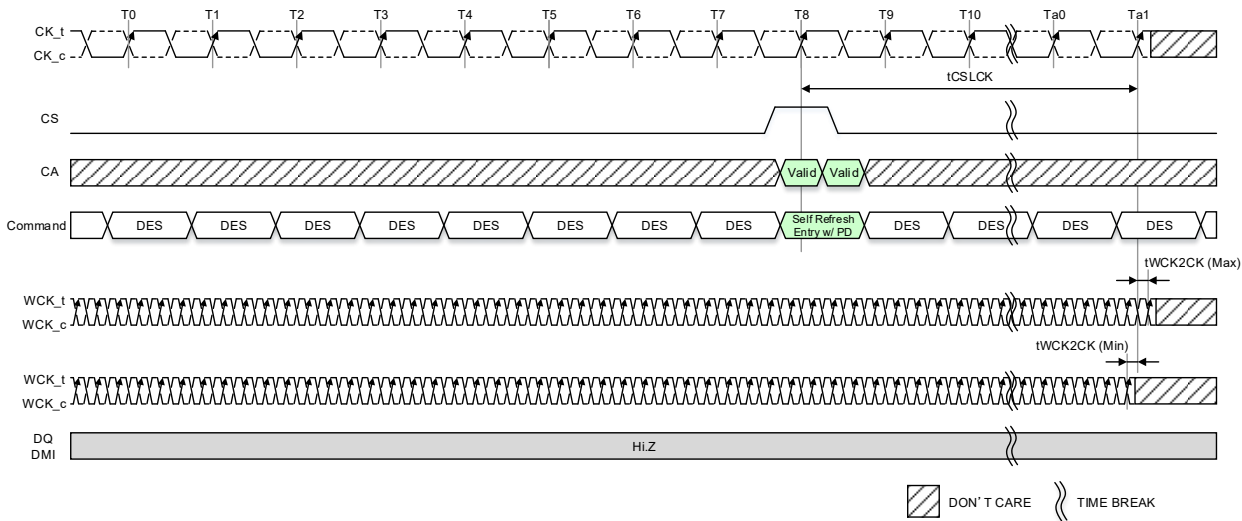 T0 T1 T2 T3 T4 T5 T6 T7 T8 T9 T10 Ta0 Ta1
CK_t
CK_c
tCSLCK
CS
CA
Valid Valid
Command
DES DES DES DES DES DES DES DES Self Refresh DES DES DES DES
Entry w/ PD
tWCK2CK (Max)
WCK_t
WCK_c
tWCK2CK (Min)
WCK_t
WCK_c
DQ
DMI
Hi.Z
DON'T CARE TIME BREAK